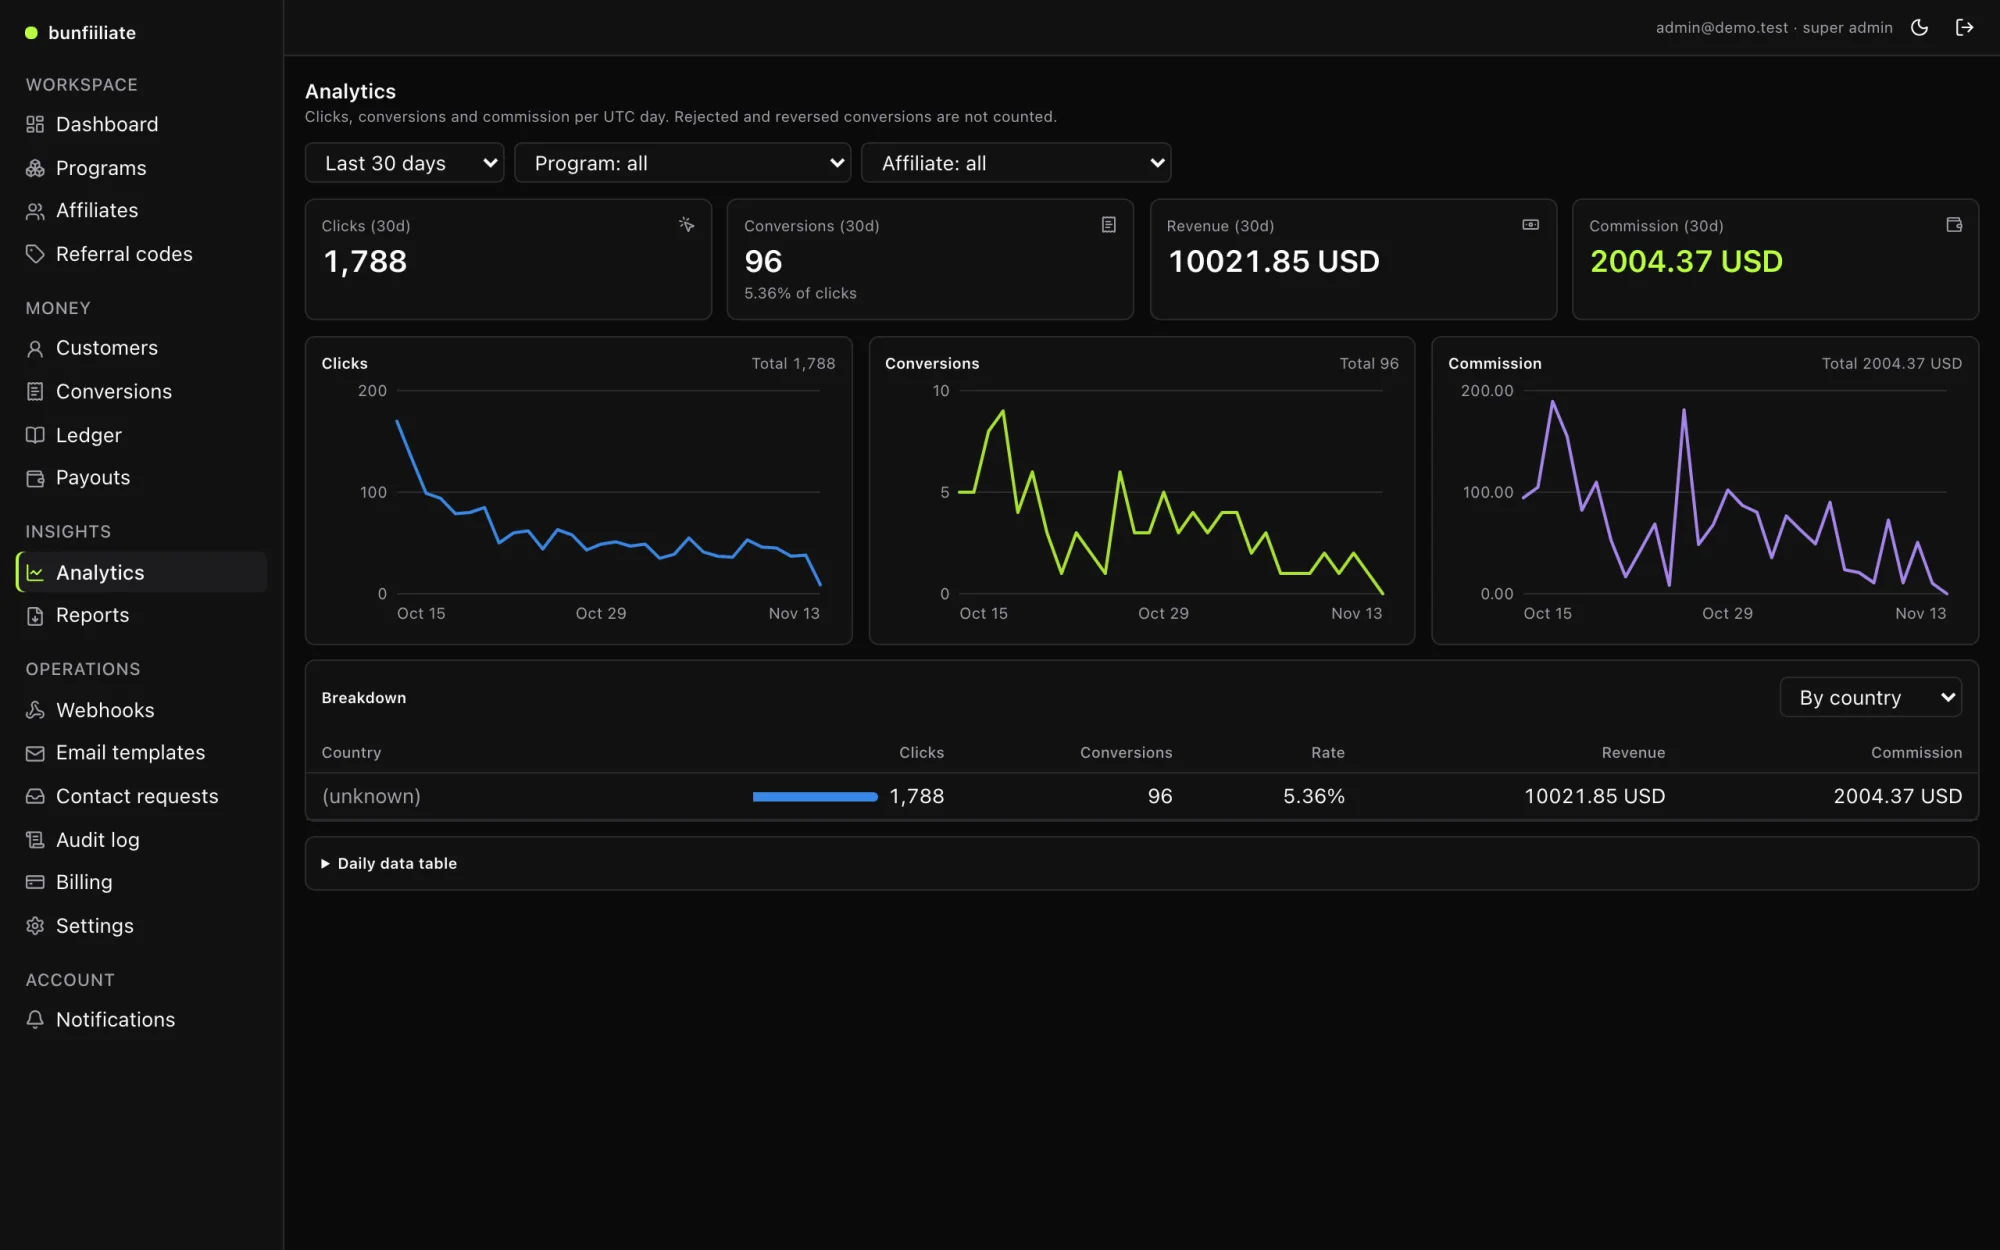 bunfiiliate
admin@demo.test · super admin
WORKSPACE
Dashboard
Programs
Affiliates
Referral codes
MONEY
Customers
Conversions
Ledger
Payouts
INSIGHTS
Analytics
Reports
OPERATIONS
Webhooks
Email templates
Contact requests
Audit log
Billing
Settings
ACCOUNT
Notifications
Analytics
Clicks, conversions and commission per UTC day. Rejected and reversed conversions are not counted.
Last 30 days
Program: all
Affiliate: all
Clicks (30d)
1,788
Conversions (30d)
96
5.36% of clicks
Revenue (30d)
10021.85 USD
Commission (30d)
2004.37 USD
Clicks
Total 1,788
200
100
0
Oct 15 Oct 29 Nov 13
Conversions
Total 96
10
5
0
Oct 15 Oct 29 Nov 13
Commission
Total 2004.37 USD
200.00
100.00
0.00
Oct 15 Oct 29 Nov 13
Breakdown
By country
Country Clicks Conversions Rate Revenue Commission
(unknown) 1,788 96 5.36% 10021.85 USD 2004.37 USD
Daily data table